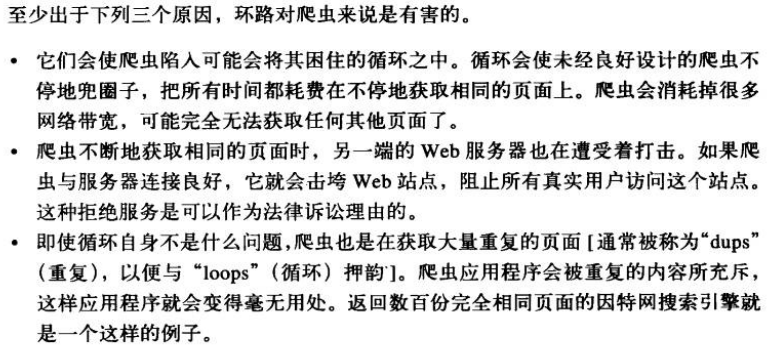 至少出于下列三个原因，环路对爬虫来说是有害的。
• 它们会使爬虫陷入可能会将其困住的循环之中。循环会使未经良好设计的爬虫不
停地兜圈子，把所有时间都耗费在不停地获取相同的页面上。爬虫会消耗掉很多
网络带宽，可能完全无法获取任何其他页面了。
• 爬虫不断地获取相同的页面时，另一端的 Web 服务器也在遭受着打击。如果爬
虫与服务器连接良好，它就会击垮 Web 站点，阻止所有真实用户访问这个站点。
这种拒绝服务是可以作为法律诉讼理由的。
• 即使循环自身不是什么问题，爬虫也是在获取大量重复的页面 [ 通常被称为“dups”
（重复），以便与 “loops”（循环）押韵 ]。爬虫应用程序会被重复的内容所充斥，
这样应用程序就会变得毫无用处。返回数百份完全相同页面的因特网搜索引擎就
是一个这样的例子。